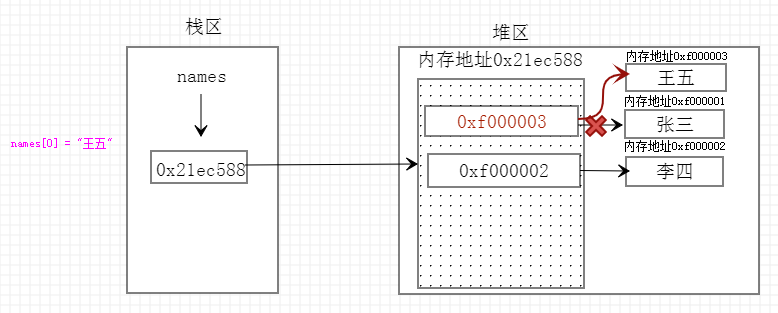 栈区
names
names[0] = "王五"
0x21ec588
堆区
内存地址0x21ec588
0xf000003
0xf000002
内存地址0xf000003
王五
内存地址0xf000001
张三
内存地址0xf000002
李四